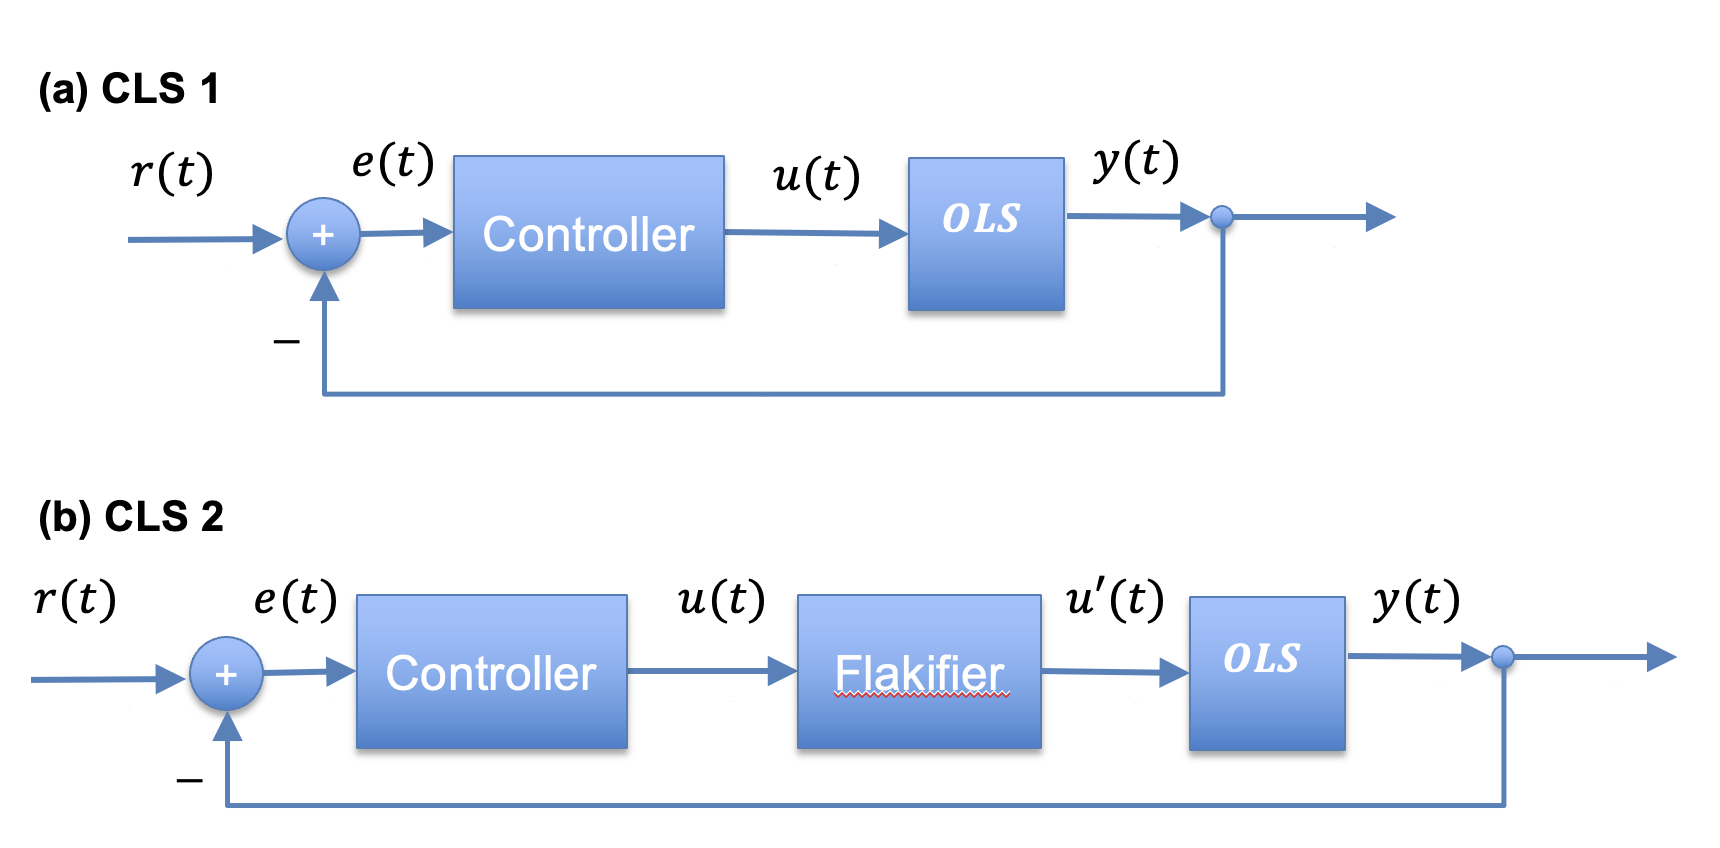 (a) CLS 1
r(t)
e(t)
u(t)
y(t)
+
Controller
OLS
−
(b) CLS 2
r(t)
e(t)
u(t)
u′(t)
y(t)
+
Controller
Flakifier
OLS
−